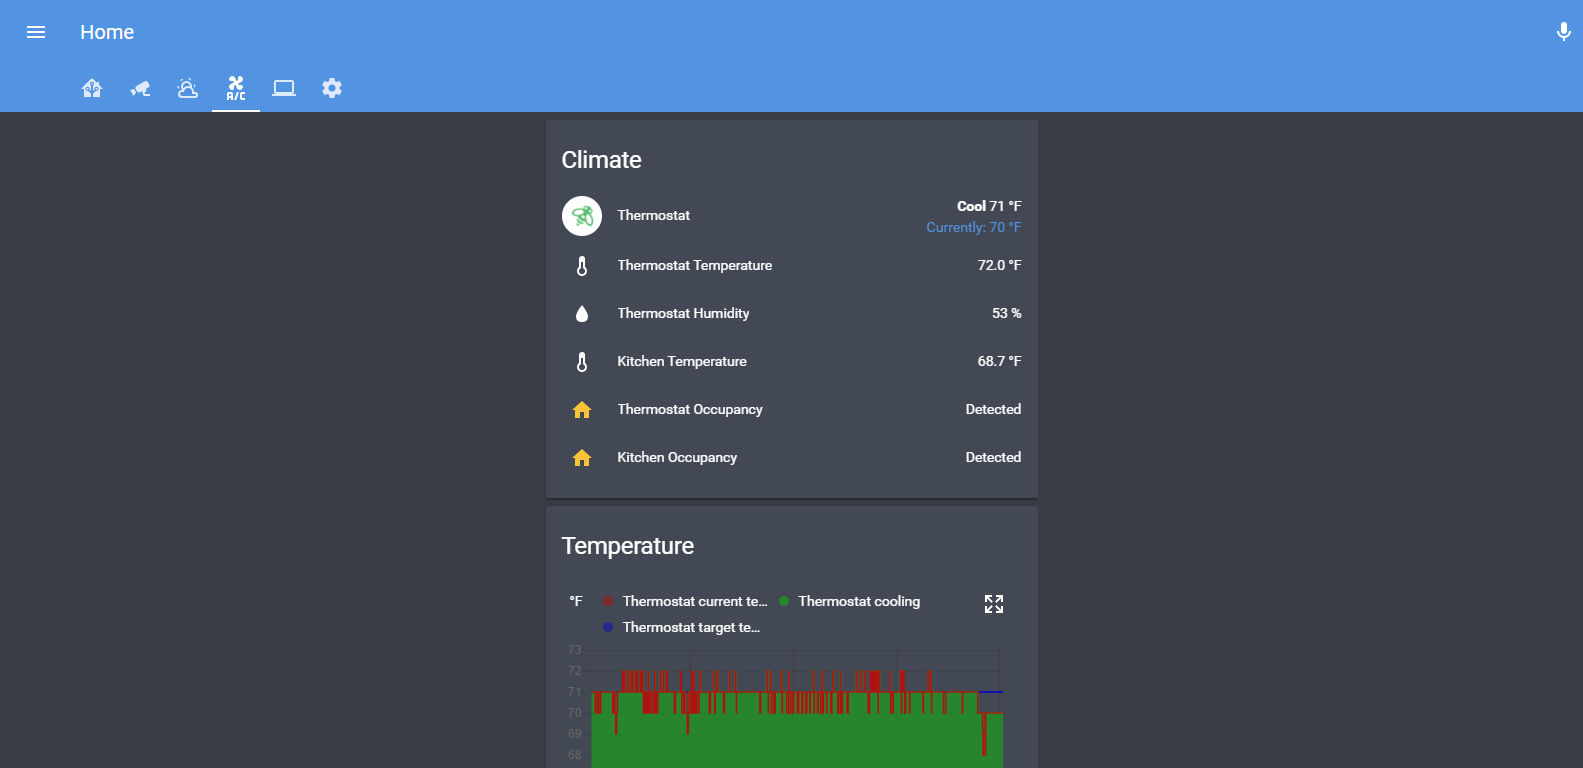 Home
A/C
Climate
Thermostat
Cool 71 °F
Currently: 70 °F
Thermostat Temperature 72.0 °F
Thermostat Humidity 53 %
Kitchen Temperature 68.7 °F
Thermostat Occupancy Detected
Kitchen Occupancy Detected
Temperature
°F Thermostat current te... Thermostat cooling
Thermostat target te...
73
72
71
70
69
68